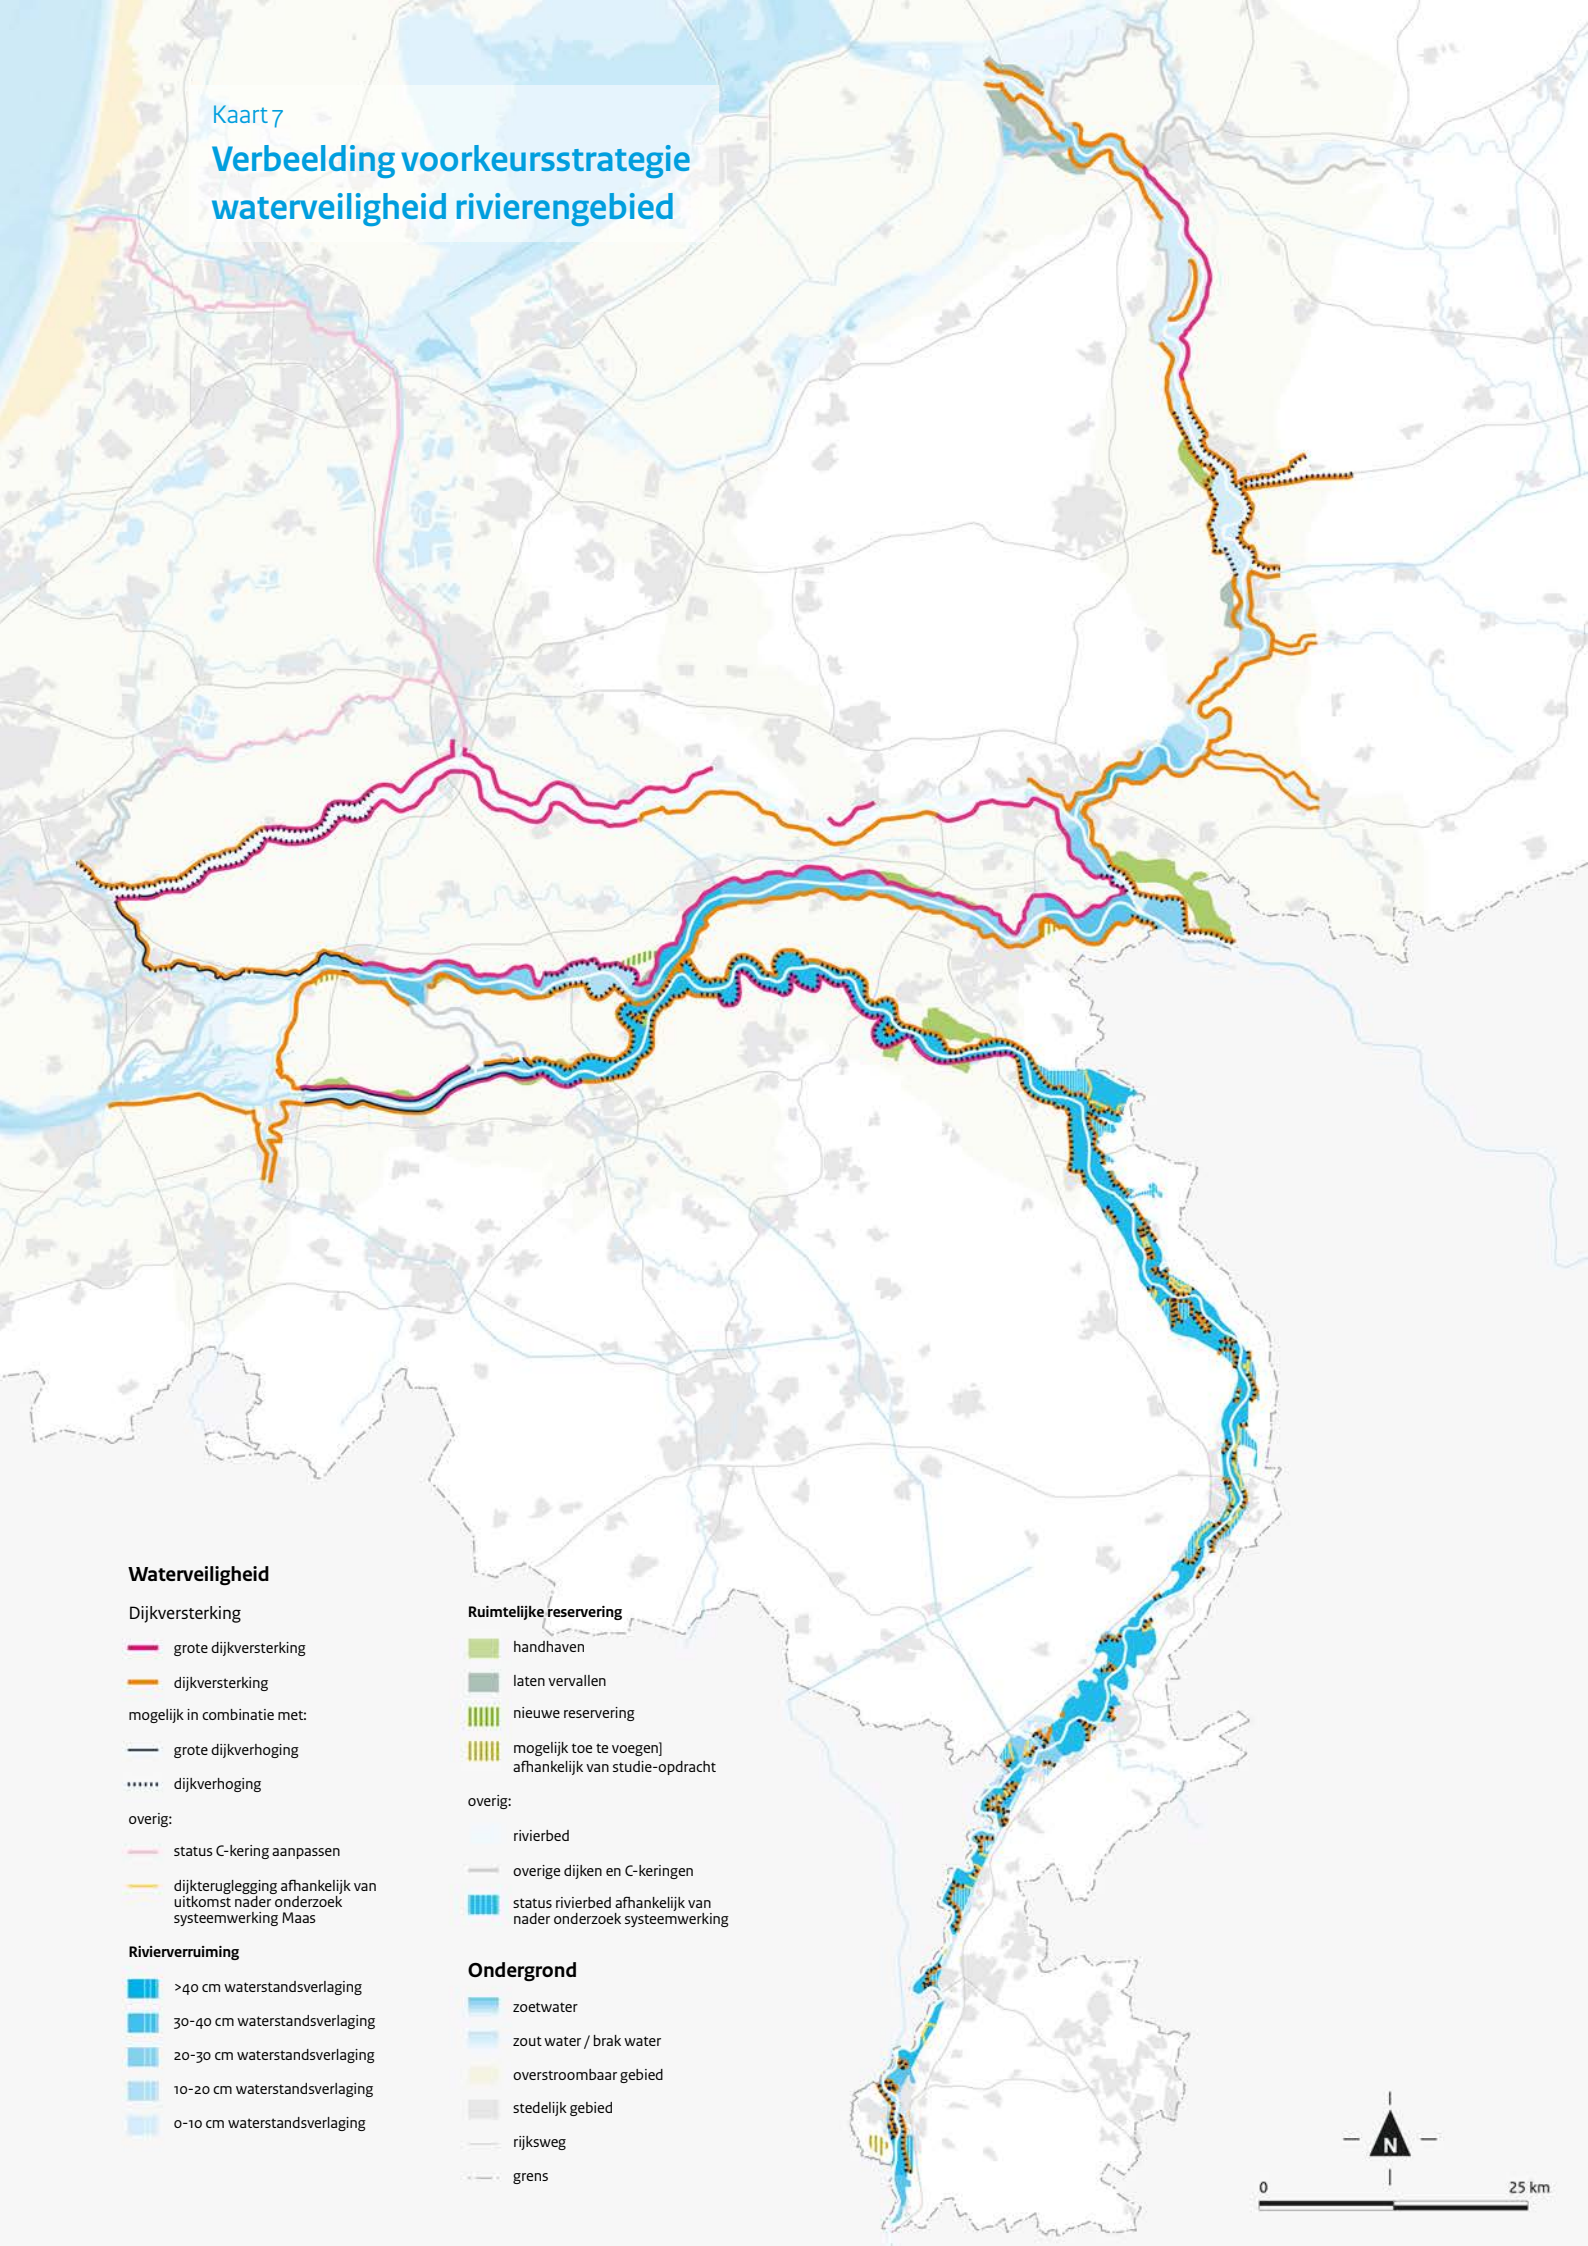 Kaart 7
Verbeelding voorkeursstrategie
waterveiligheid rivierengebied
Waterveiligheid
Dijkversterking
grote dijkversterking
dijkversterking
mogelijk in combinatie met:
grote dijkverhoging
dijkverhoging
overig:
status C-kering aanpassen
dijkteruglegging afhankelijk van
uitkomst nader onderzoek
systeemwerking Maas
Rivierverruiming
>40 cm waterstandsverlaging
30-40 cm waterstandsverlaging
20-30 cm waterstandsverlaging
10-20 cm waterstandsverlaging
0-10 cm waterstandsverlaging
Ruimtelijke reservering
handhaven
laten vervallen
nieuwe reservering
mogelijk toe te voegen]
afhankelijk van studie-opdracht
overig:
rivierbed
overige dijken en C-keringen
status rivierbed afhankelijk van
nader onderzoek systeemwerking
Ondergrond
zoetwater
zout water / brak water
overstroombaar gebied
stedelijk gebied
rijksweg
grens
N
0 25 km